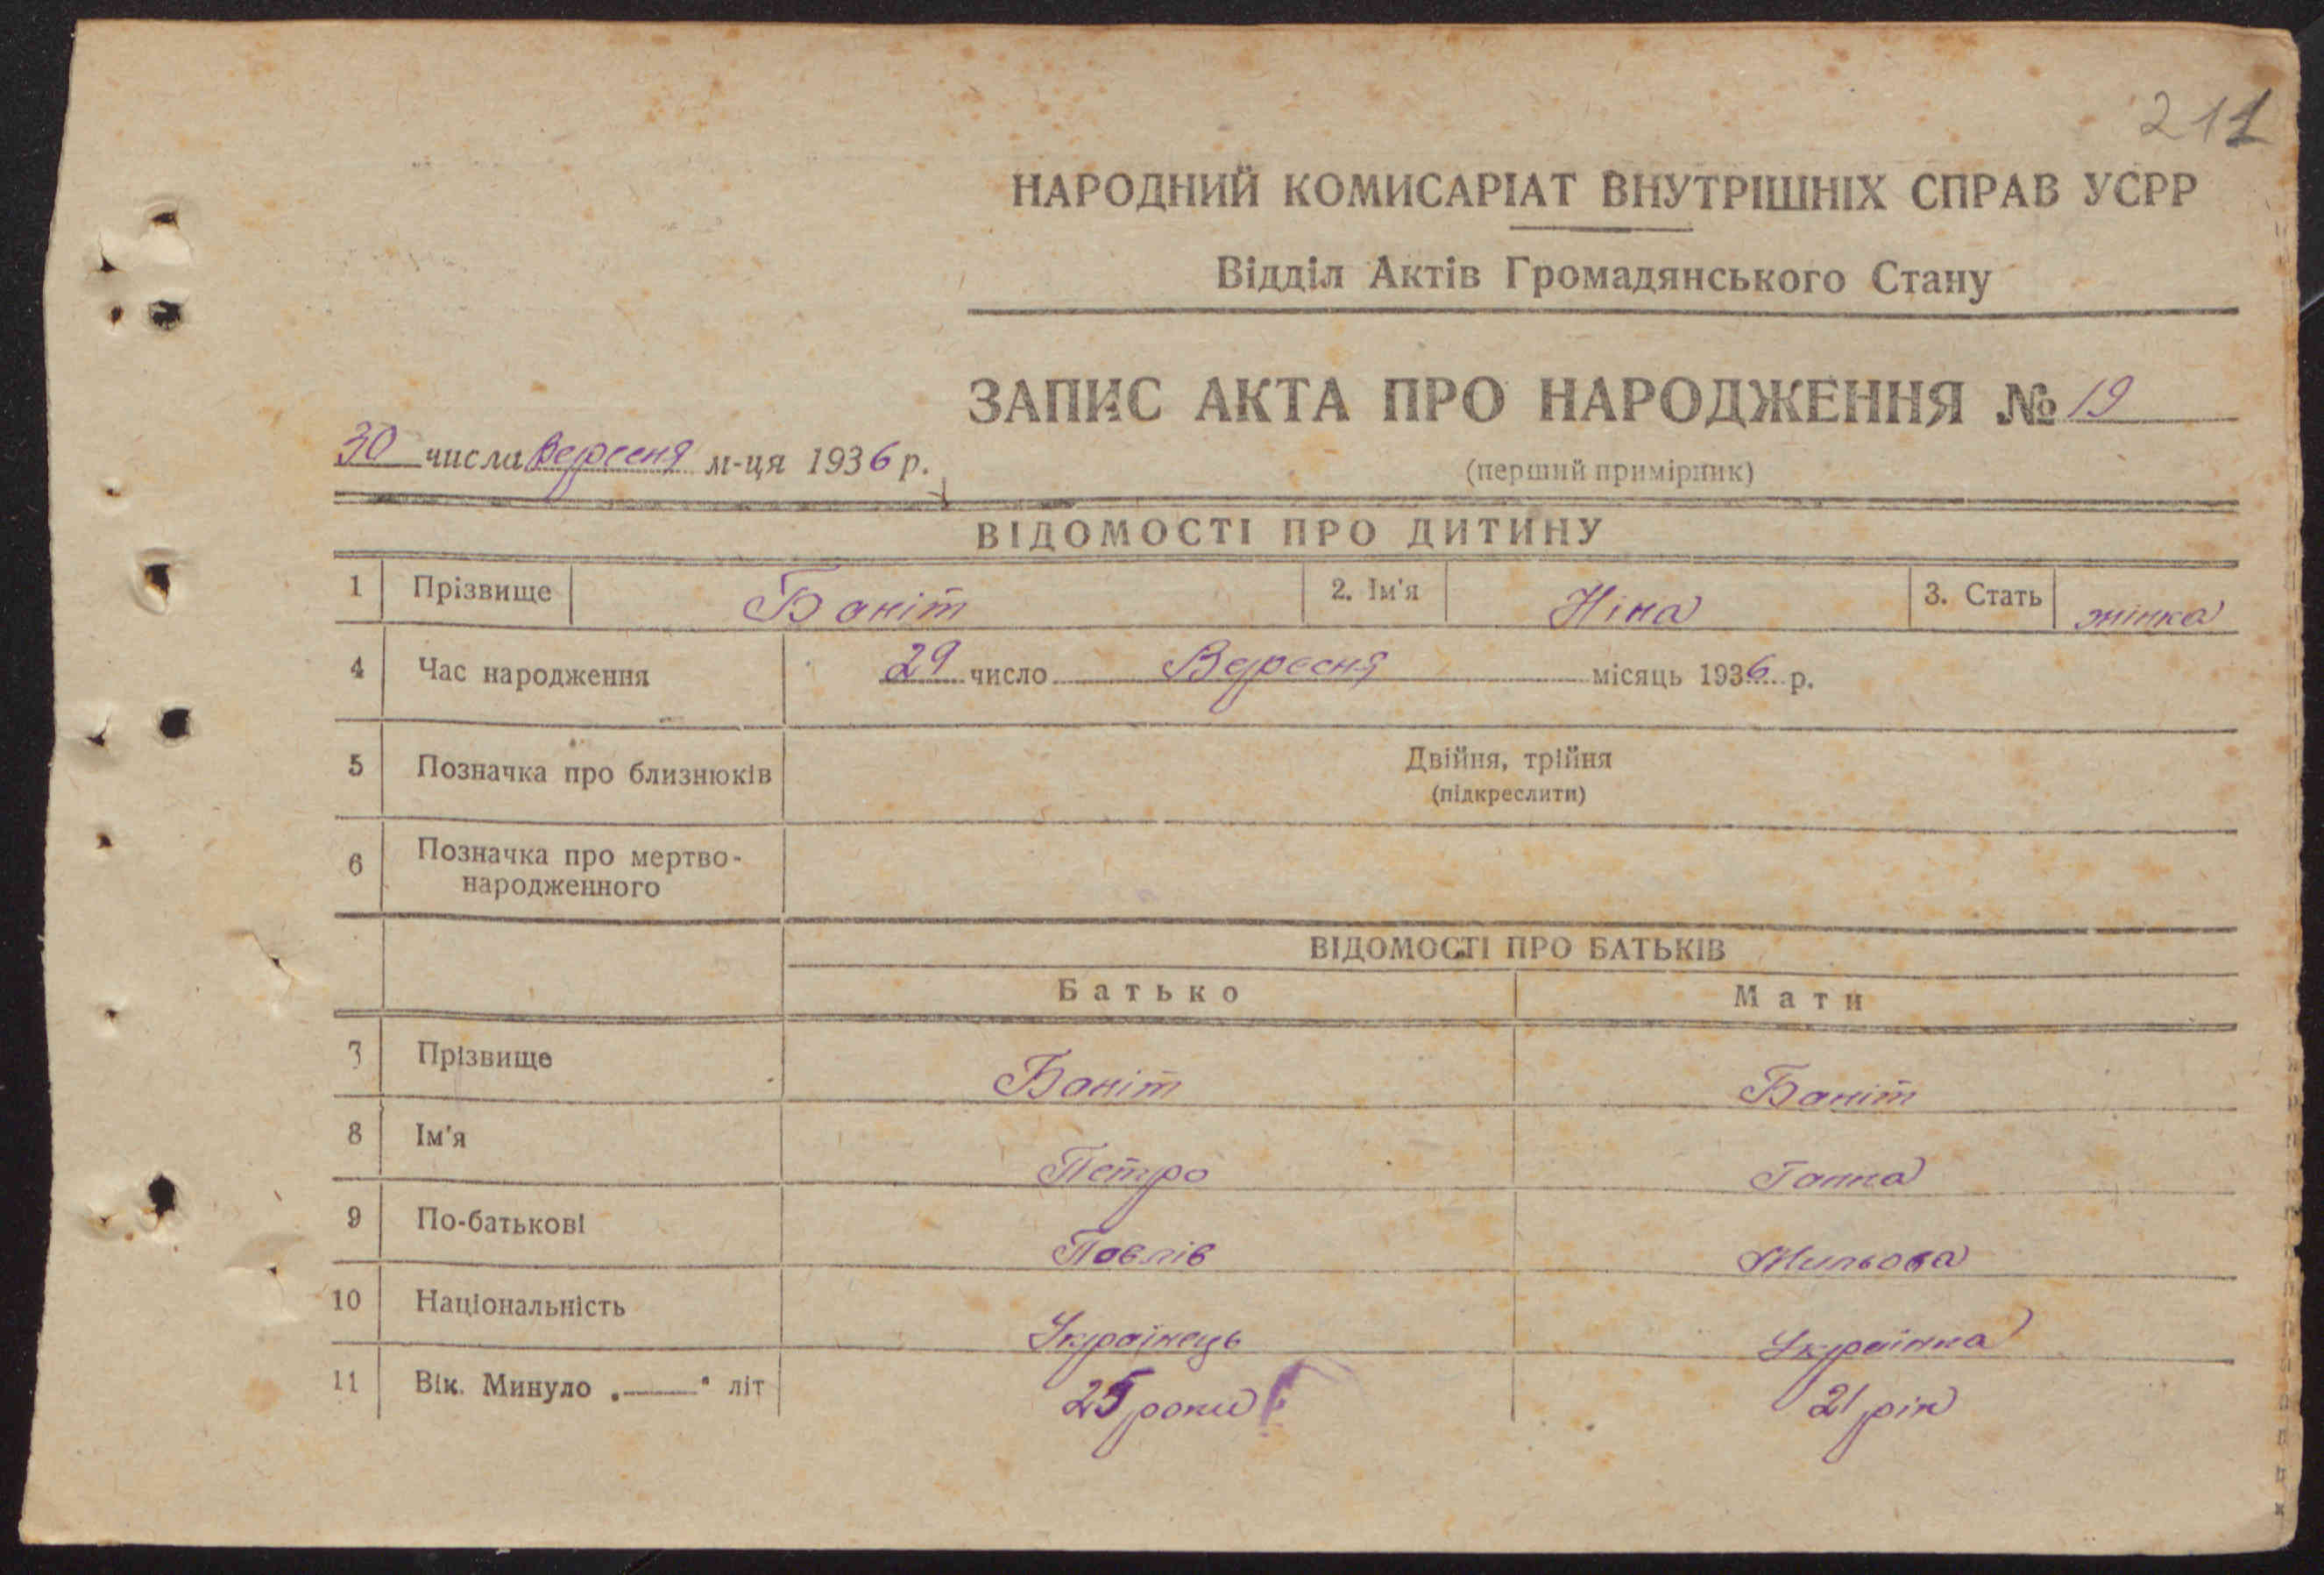 211
НАРОДНИЙ КОМИСАРІАТ ВНУТРІШНІХ СПРАВ УСРР
Відділ Актів Громадянського Стану
ЗАПИС АКТА ПРО НАРОДЖЕННЯ № 19
30 числа Вересня м-ця 1936 р.
(перший примірник)
ВІДОМОСТІ ПРО ДИТИНУ
1 Прізвище Баніт 2. Ім'я Ніна 3. Стать жінка
4 Час народження 29 число Вересня місяць 1936 р.
5 Позначка про близнюків Двійня, трійня
(підкреслити)
6 Позначка про мертво-
народженного
ВІДОМОСТІ ПРО БАТЬКІВ
Батько Мати
7 Прізвище Баніт Баніт
8 Ім'я Петро Ганна
9 По-батькові Павлів
10 Національність Українець Українка
11 Вік. Минуло „——" літ 25 роки 21 рік